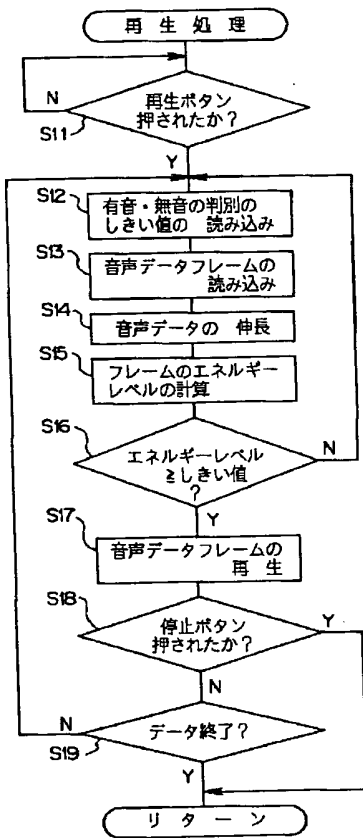 再生処理
N
再生ボタン
押されたか？
S11
Y
S12
有音・無音の判別の
しきい値の 読み込み
S13
音声データフレームの
読み込み
S14
音声データの 伸長
S15
フレームのエネルギー
レベルの計算
S16
エネルギーレベル
≧しきい値
？
N
Y
S17
音声データフレームの
再 生
S18
停止ボタン
押されたか？
Y
N
N
データ終了？
S19
Y
リターン